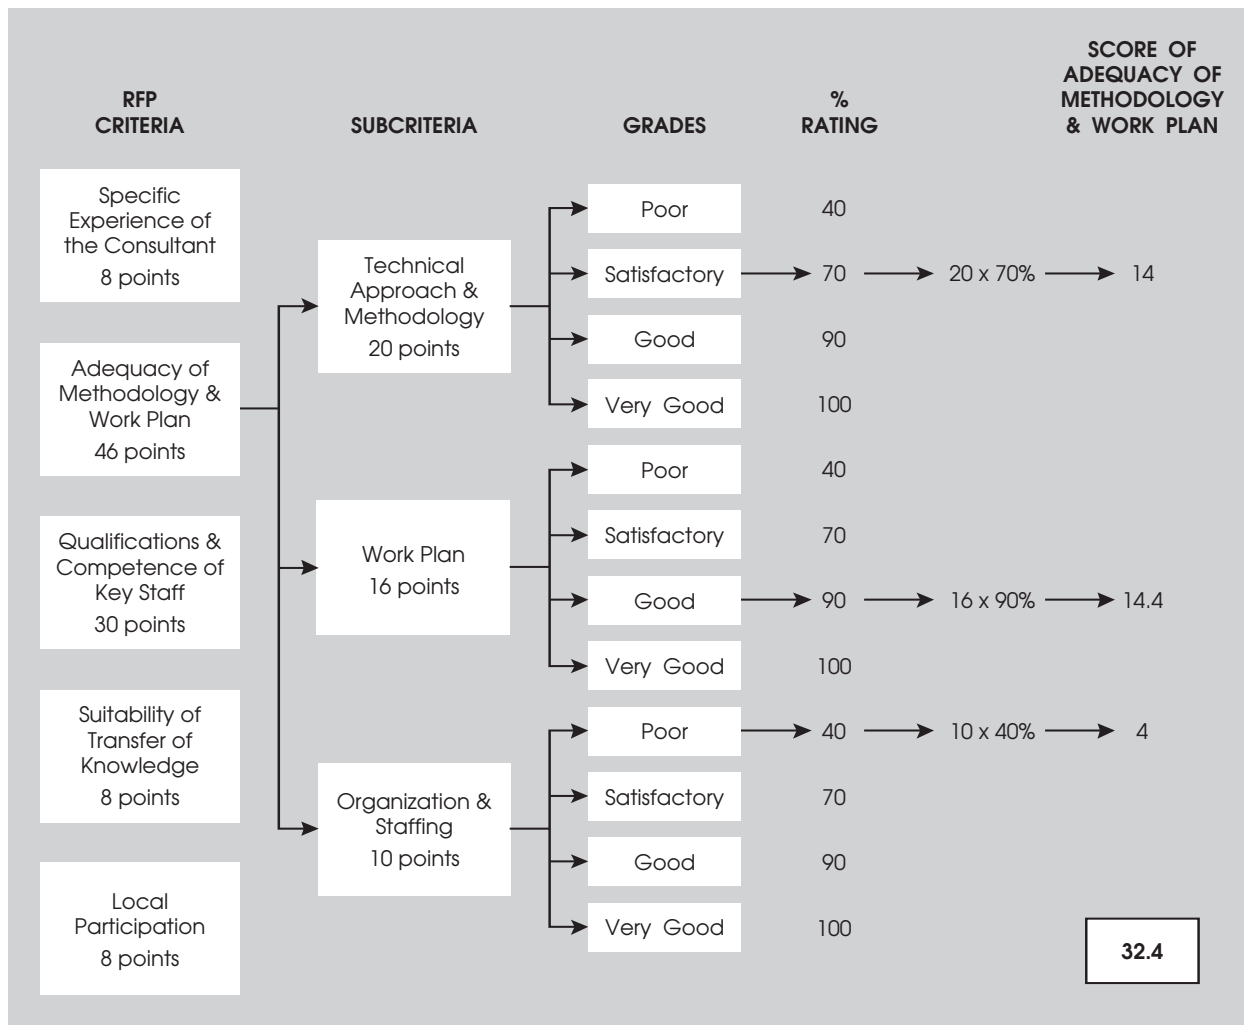 RFP
CRITERIA
SUBCRITERIA
GRADES
%
RATING
SCORE OF
ADEQUACY OF
METHODOLOGY
& WORK PLAN
Specific
Experience of
the Consultant
8 points
Adequacy of
Methodology &
Work Plan
46 points
Qualifications &
Competence of
Key Staff
30 points
Suitability of
Transfer of
Knowledge
8 points
Local
Participation
8 points
Technical
Approach &
Methodology
20 points
Poor 40
Satisfactory 70 20 x 70% 14
Good 90
Very Good 100
Work Plan
16 points
Poor 40
Satisfactory 70
Good 90 16 x 90% 14.4
Very Good 100
Organization &
Staffing
10 points
Poor 40 10 x 40% 4
Satisfactory 70
Good 90
Very Good 100
32.4